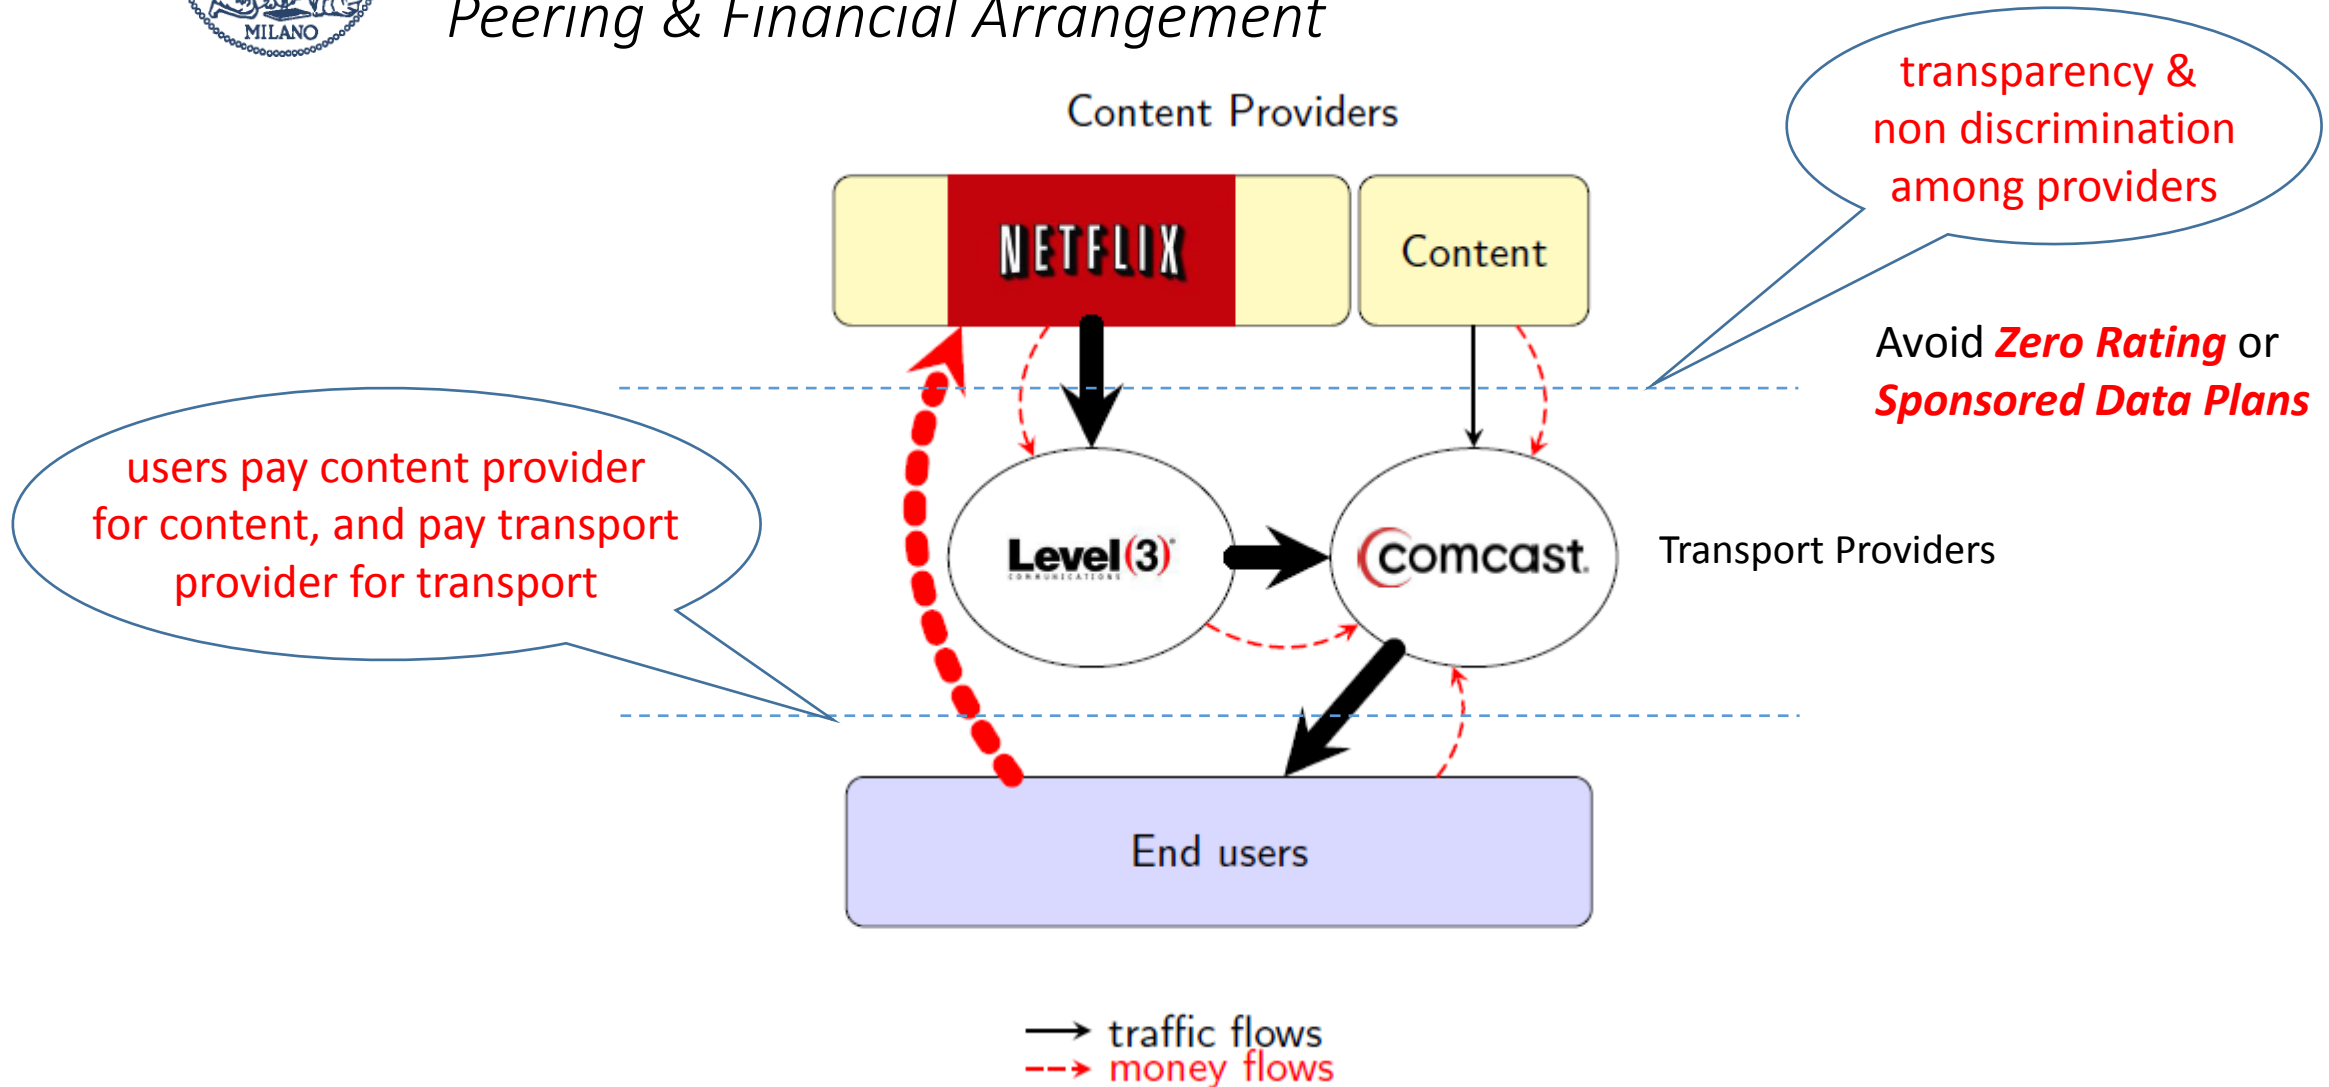 MILANO
Peering & Financial Arrangement
Content Providers
transparency &
non discrimination
among providers
NETFLIX
Content
Avoid Zero Rating or
Sponsored Data Plans
users pay content provider
for content, and pay transport
provider for transport
Level(3)
COMMUNICATIONS
comcast.
Transport Providers
End users
traffic flows
money flows